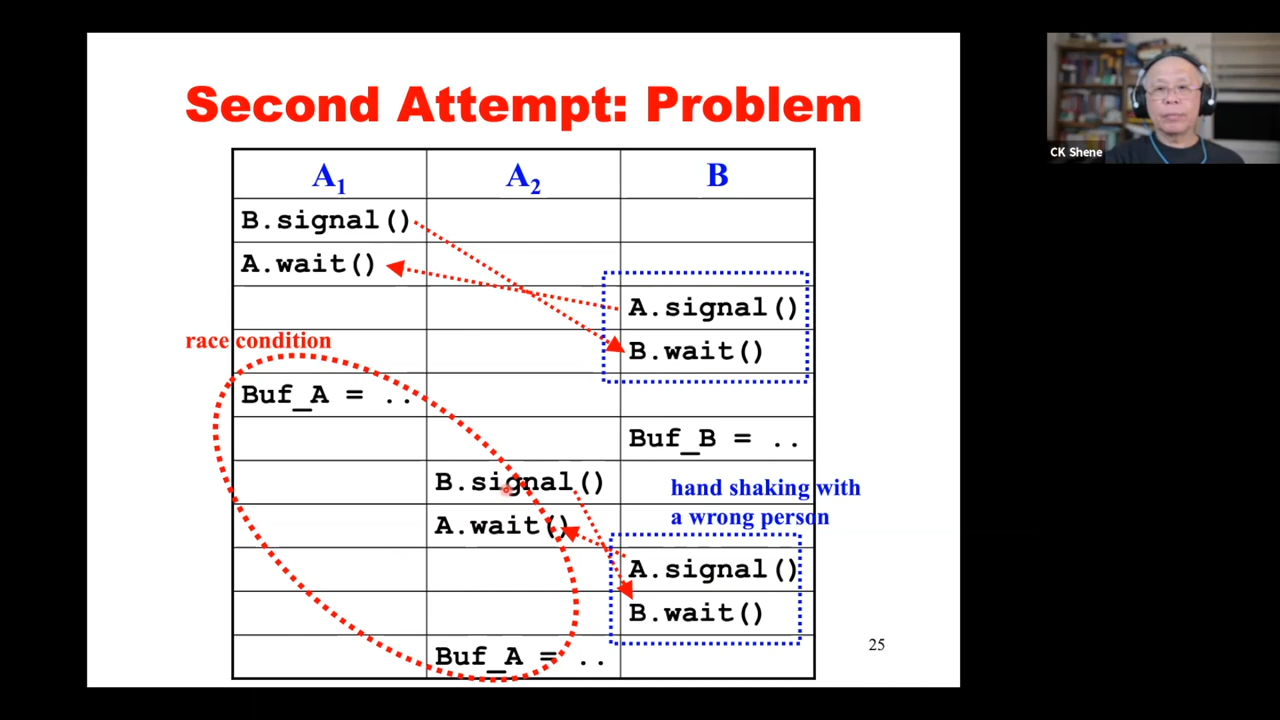 Second Attempt: Problem
A1 A2 B
B.signal()
A.wait()
A.signal()
race condition
B.wait()
Buf_A = ..
Buf_B = ..
B.signal()
hand shaking with
a wrong person
A.wait()
A.signal()
B.wait()
Buf_A = ..
25
CK Shene